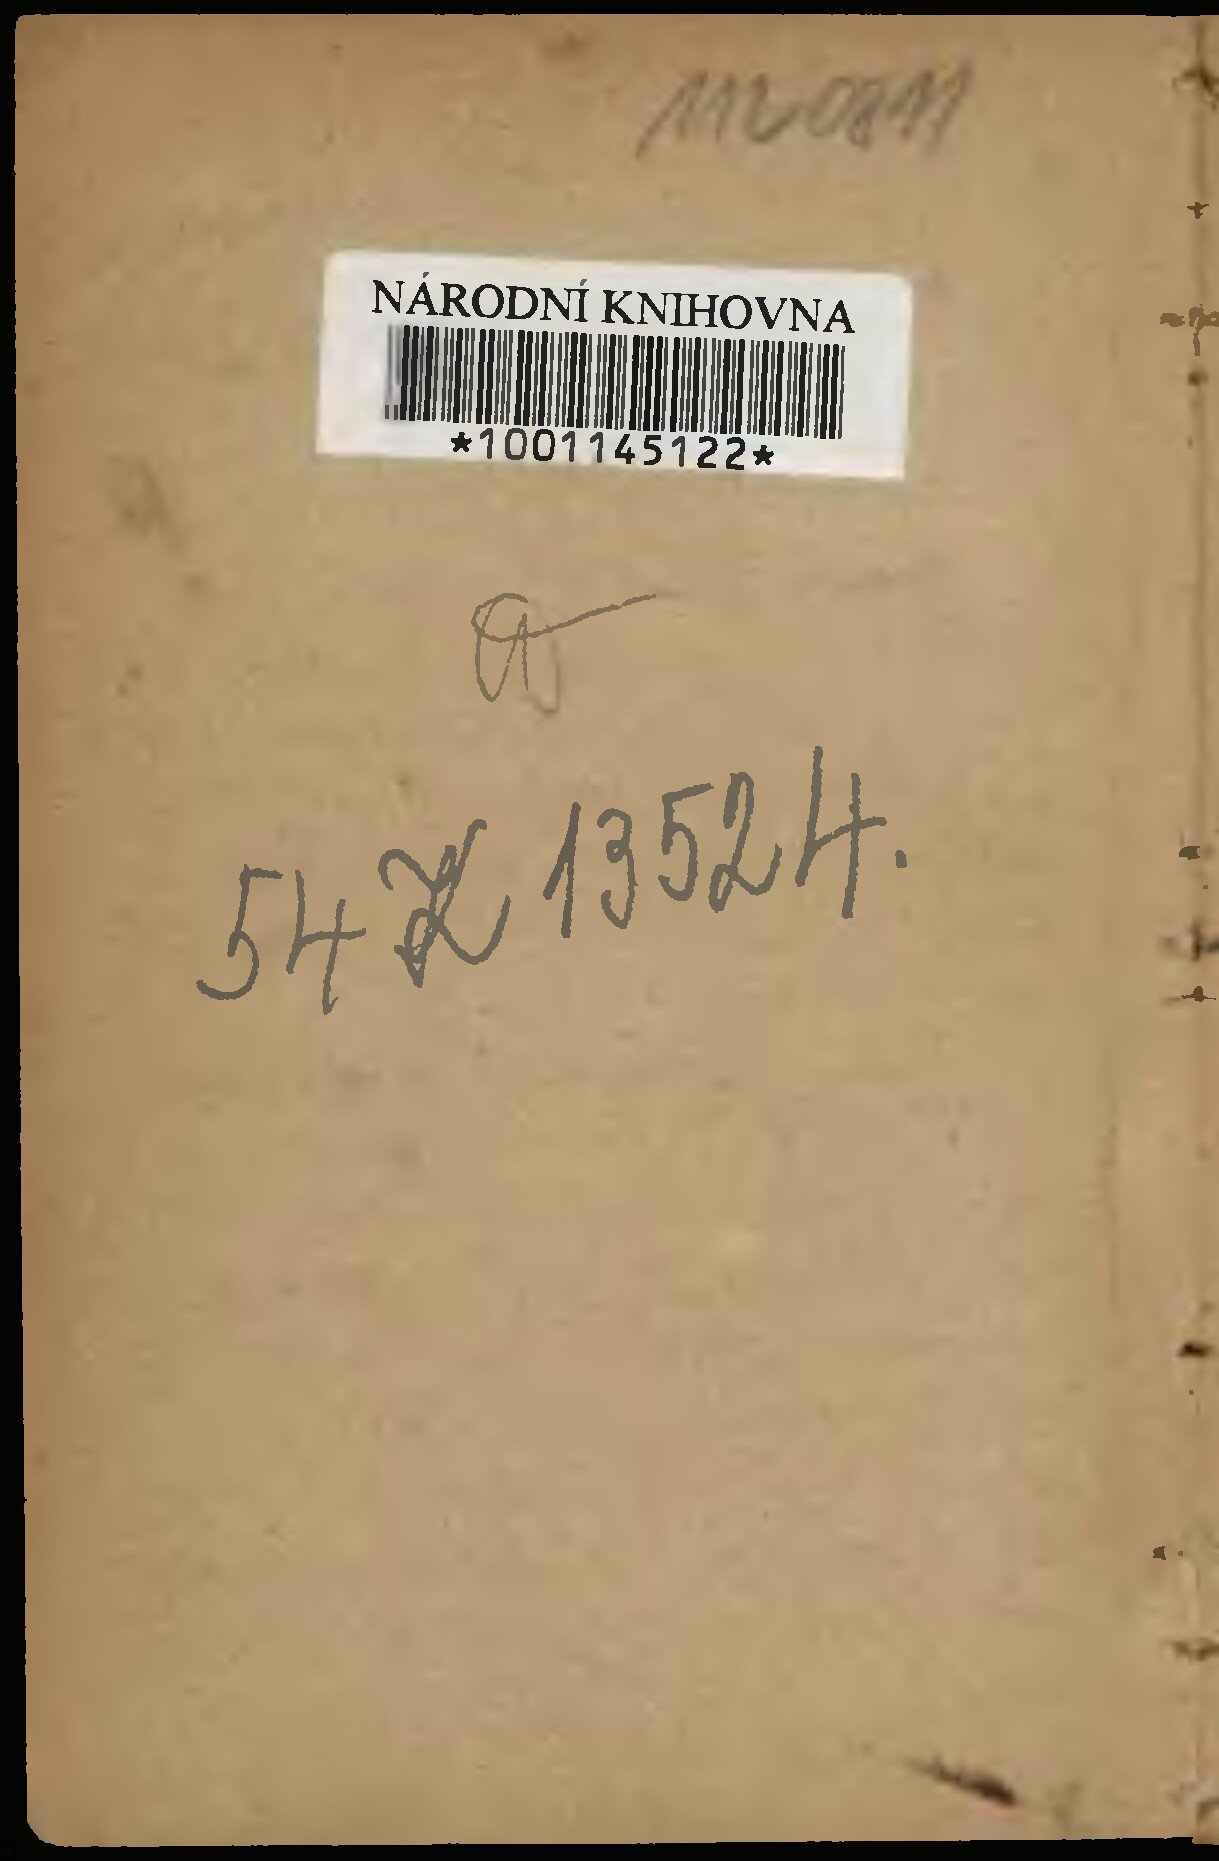 NÁRODNÍ KNIHOVNA
*1001145122*
54 K 13524.